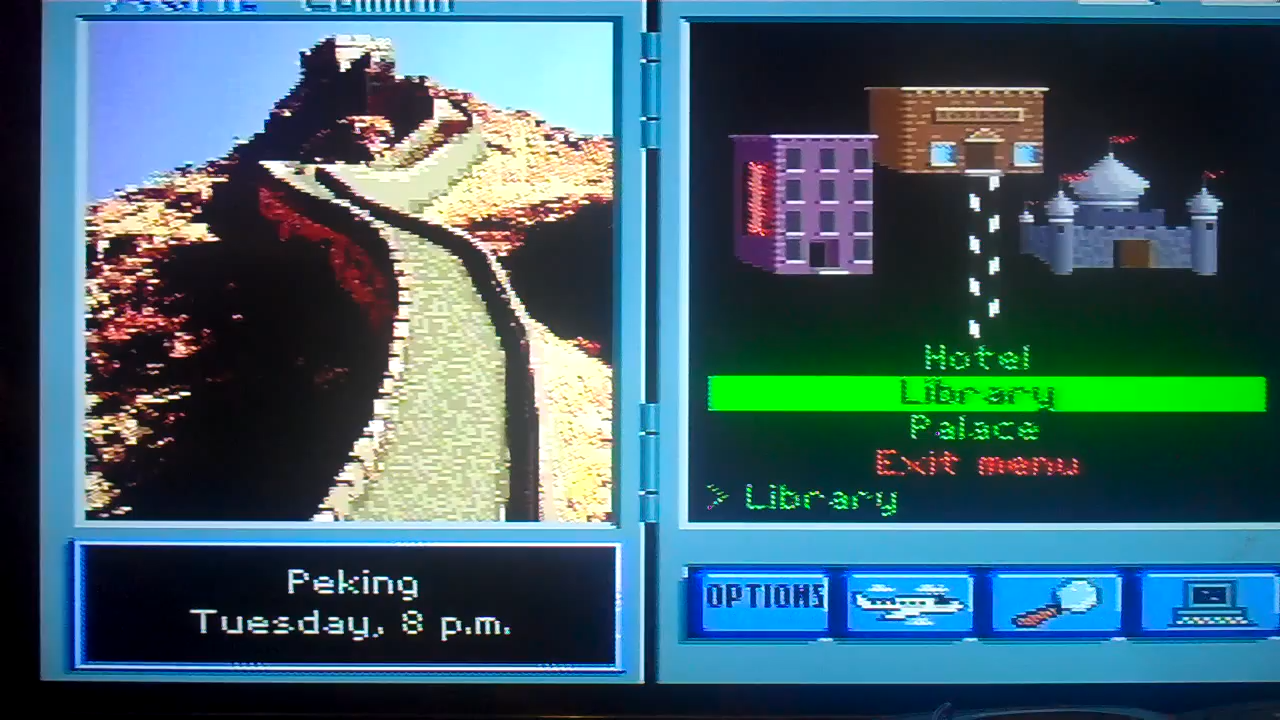 Hotel
Library
Palace
Exit menu
> Library
Peking
Tuesday, 8 p.m.
OPTIONS